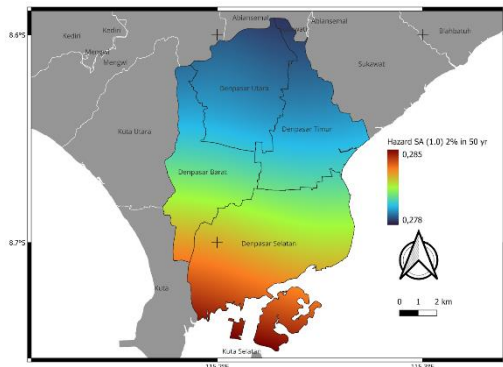 Abiansemal
Abiansemal
Kediri
Kediri
8.6°S
Blahbatuh
Mengwi
Mengwi
Sukawat
Denpasar Utara
Kuta Utara
Denpasar Timur
Hazard SA (1.0) 2% in 50 yr
0,285
Denpasar Barat
0,278
8.7°S
Denpasar Selatan
Kuta
0 1 2 km
Kuta Selatan